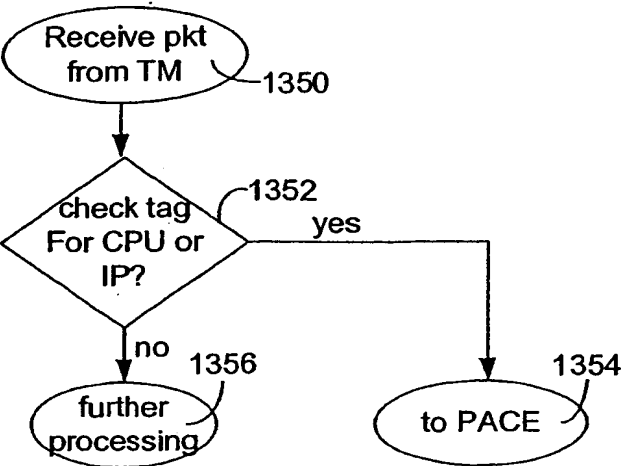 Receive pkt
from TM
1350
1352
check tag
For CPU or
IP?
yes
no
1356
1354
further
processing
to PACE